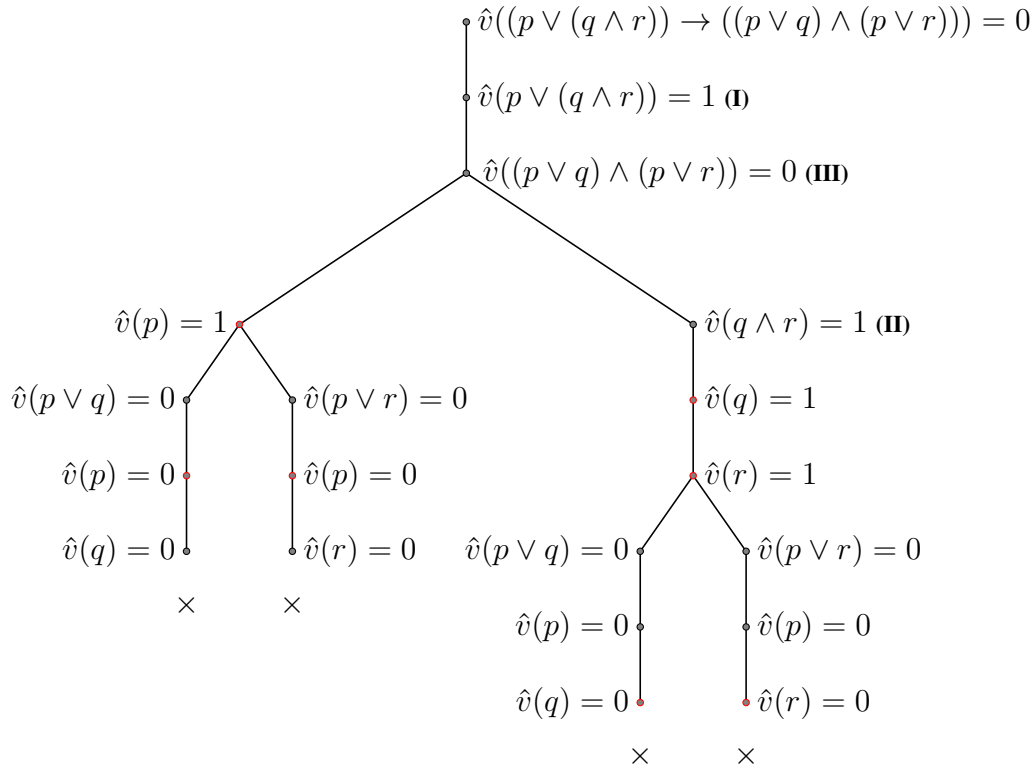 v̂((p ∨ (q ∧ r)) → ((p ∨ q) ∧ (p ∨ r))) = 0
v̂(p ∨ (q ∧ r)) = 1 (I)
v̂((p ∨ q) ∧ (p ∨ r)) = 0 (III)
v̂(p) = 1
v̂(q ∧ r) = 1 (II)
v̂(p ∨ q) = 0
v̂(p ∨ r) = 0
v̂(q) = 1
v̂(p) = 0
v̂(p) = 0
v̂(r) = 1
v̂(q) = 0
v̂(r) = 0
v̂(p ∨ q) = 0
v̂(p ∨ r) = 0
× ×
v̂(p) = 0
v̂(p) = 0
v̂(q) = 0
v̂(r) = 0
× ×